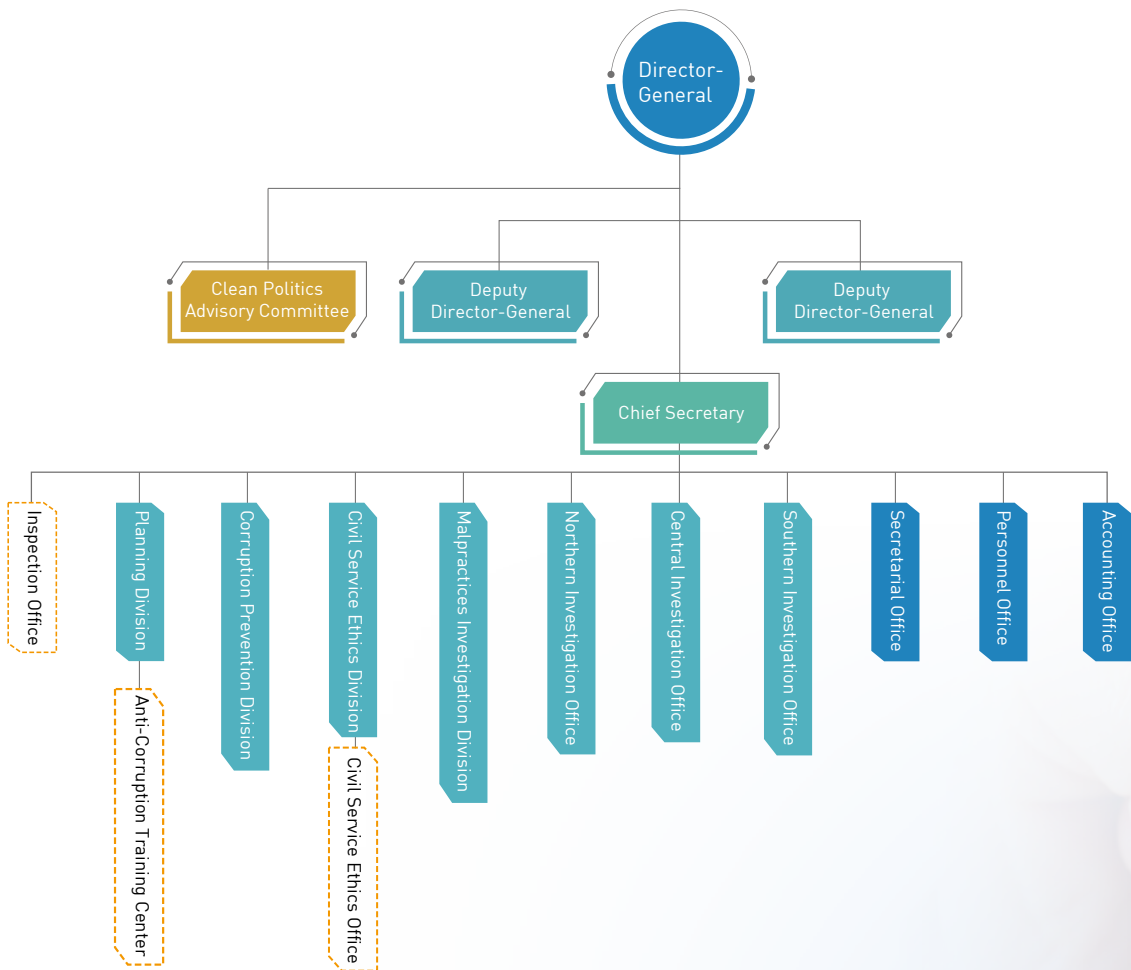 Director-
General
Clean Politics
Advisory Committee
Deputy
Director-General
Deputy
Director-General
Chief Secretary
Inspection Office
Planning Division
Corruption Prevention Division
Civil Service Ethics Division
Malpractices Investigation Division
Northern Investigation Office
Central Investigation Office
Southern Investigation Office
Secretarial Office
Personnel Office
Accounting Office
Anti-Corruption Training Center
Civil Service Ethics Office